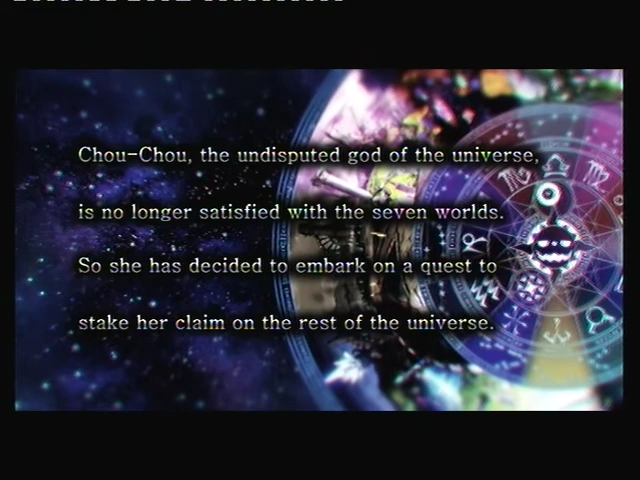 Chou-Chou, the undisputed god of the universe,
is no longer satisfied with the seven worlds.
So she has decided to embark on a quest to
stake her claim on the rest of the universe.